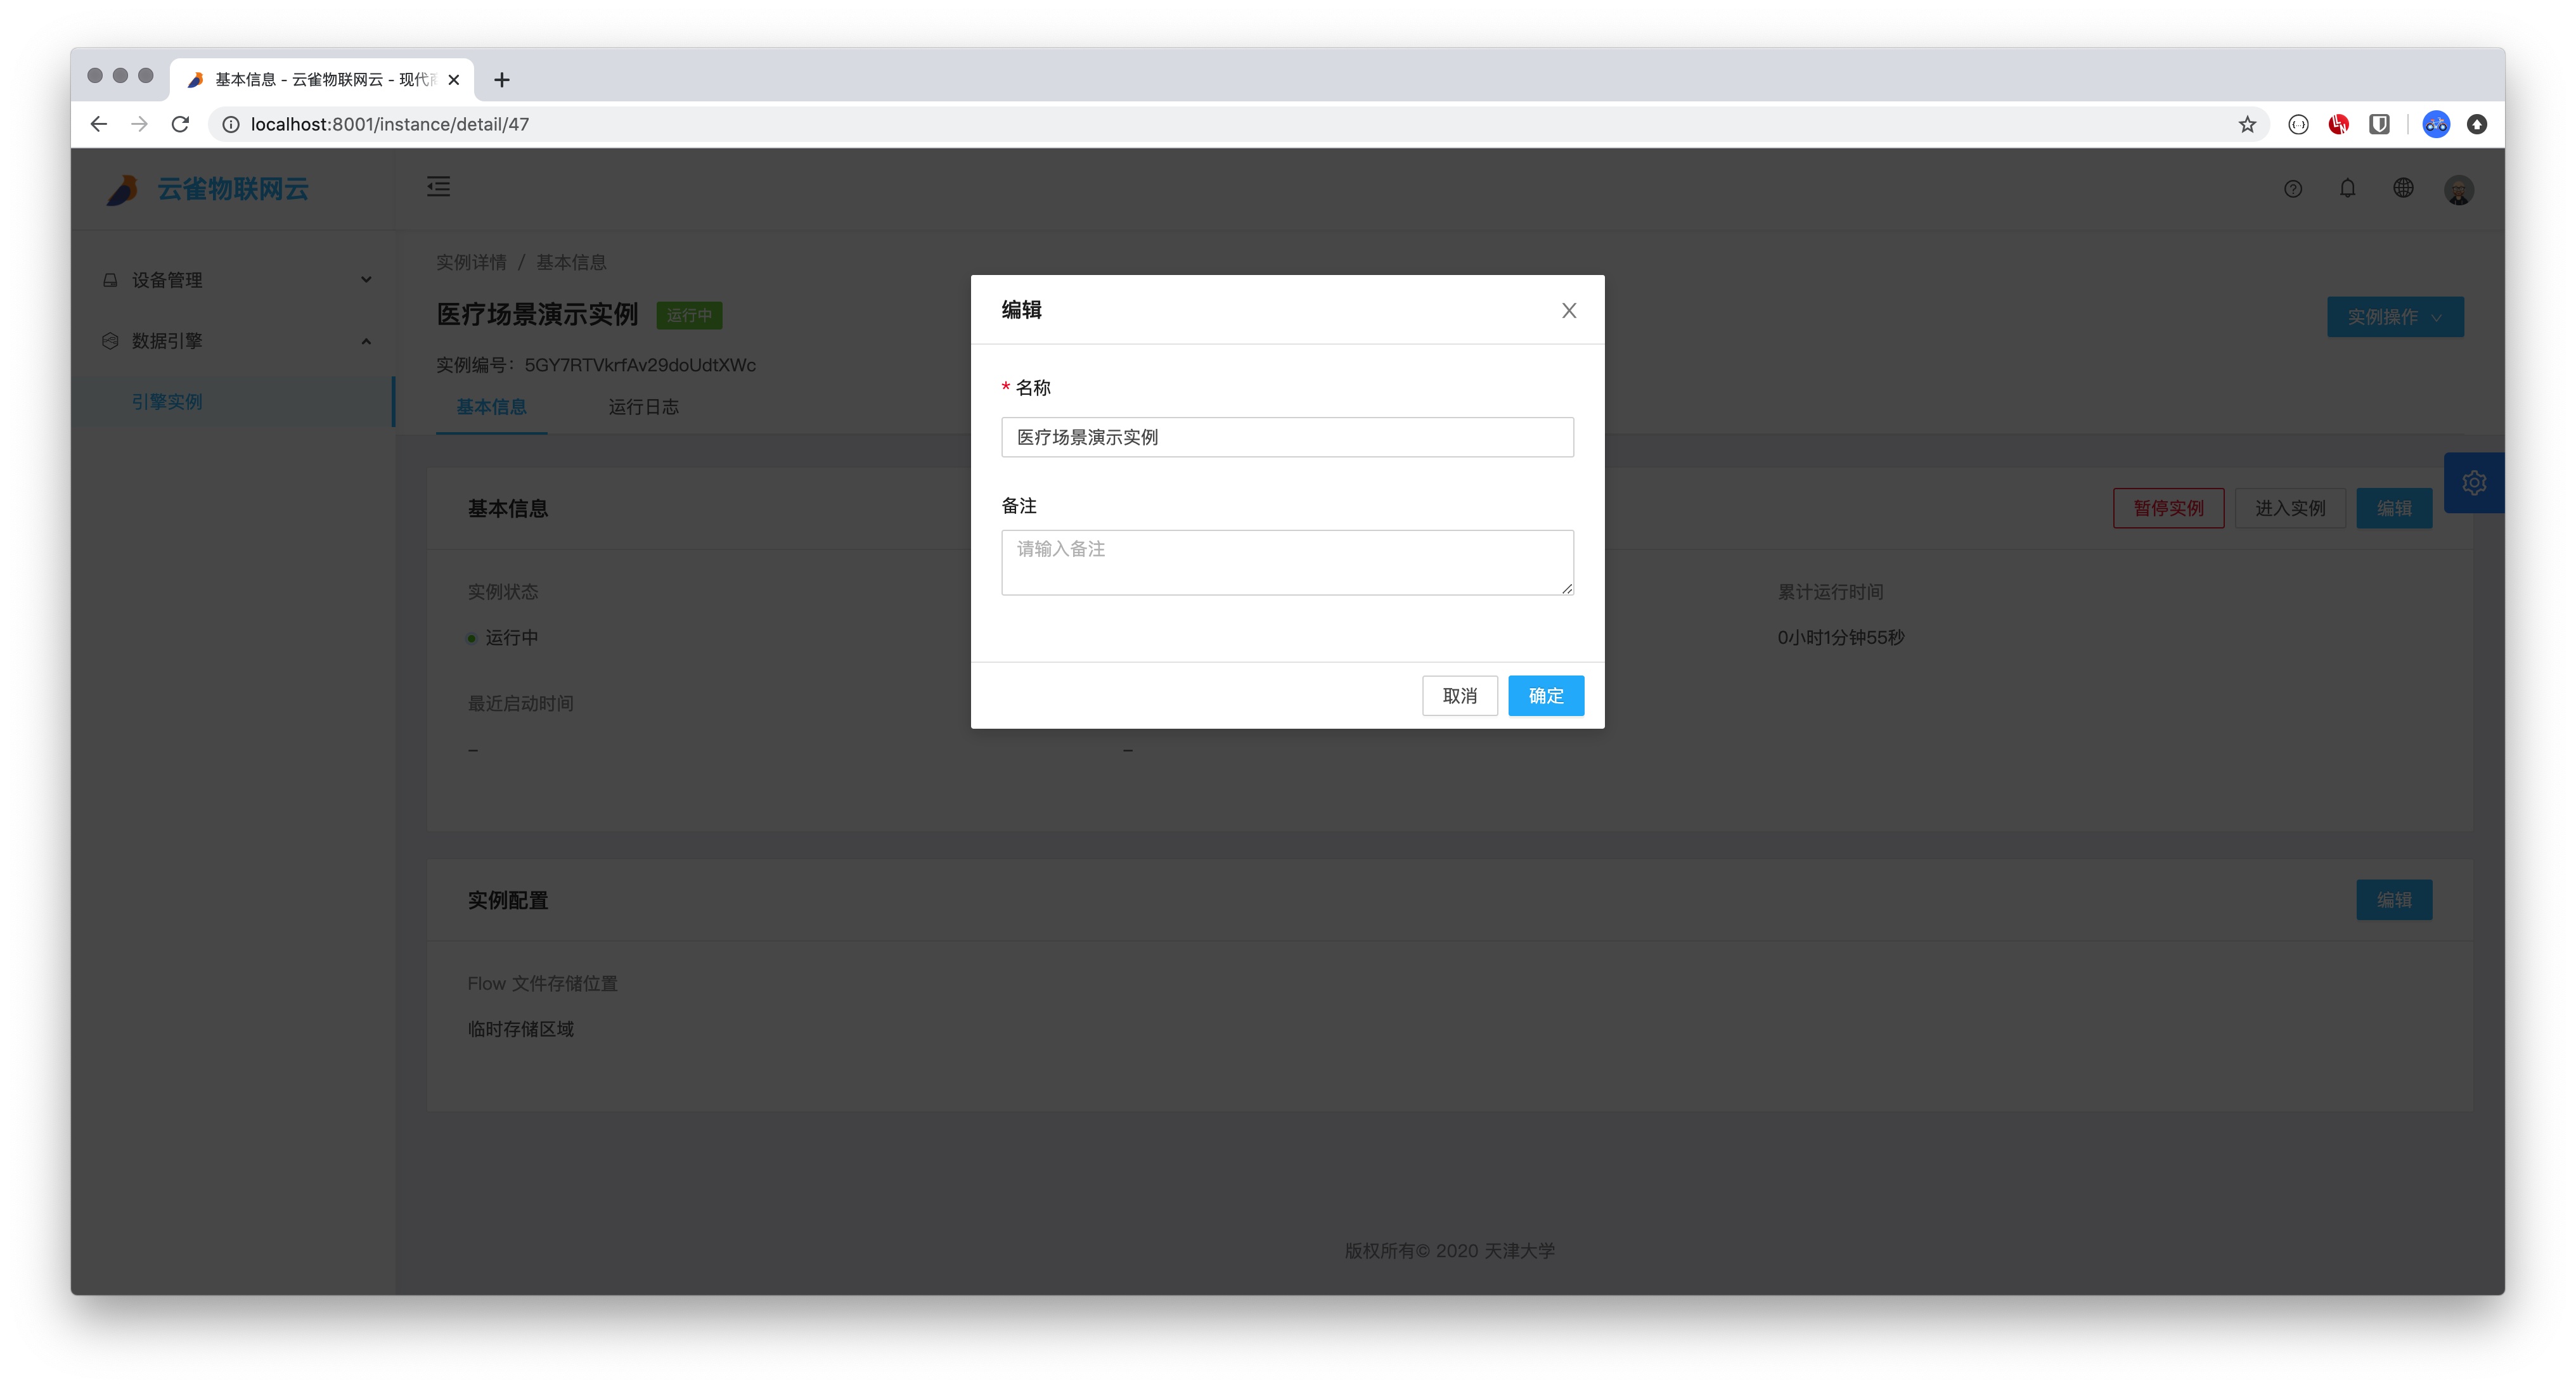 基本信息 - 云雀物联网云 - 现代
localhost:8001/instance/detail/47
云雀物联网云
设备管理
数据引擎
引擎实例
实例详情 / 基本信息
医疗场景演示实例 运行中
实例操作
实例编号：5GY7RTVkrfAv29doUdtXWc
基本信息 运行日志
基本信息
暂停实例 进入实例 编辑
实例状态
运行中
累计运行时间
0小时1分钟55秒
最近启动时间
–
–
编辑
* 名称
医疗场景演示实例
备注
请输入备注
取消 确定
实例配置
编辑
Flow 文件存储位置
临时存储区域
版权所有© 2020 天津大学